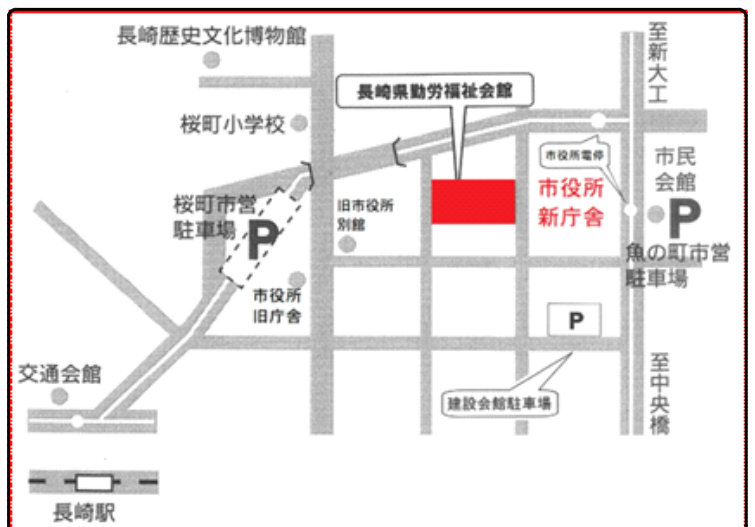 長崎歴史文化博物館
至新大工
長崎県勤労福祉会館
桜町小学校
市役所電停
市民
会館
P
桜町市営
駐車場
P
旧市役所
別館
市役所
新庁舎
魚の町市営
駐車場
市役所
旧庁舎
P
交通会館
建設会館駐車場
至中央橋
長崎駅